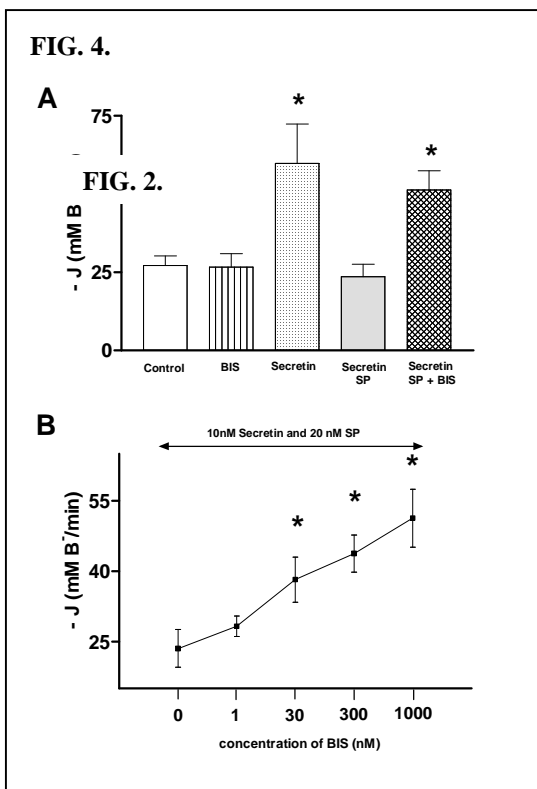 FIG. 4.
A
*
*
75
25
0
- J (mM B
FIG. 2.
Control
BIS
Secretin
Secretin
SP
Secretin
SP + BIS
B
10nM Secretin and 20 nM SP
*
*
*
55
40
25
- J (mM B⁻/min)
0 1 30 300 1000
concentration of BIS (nM)